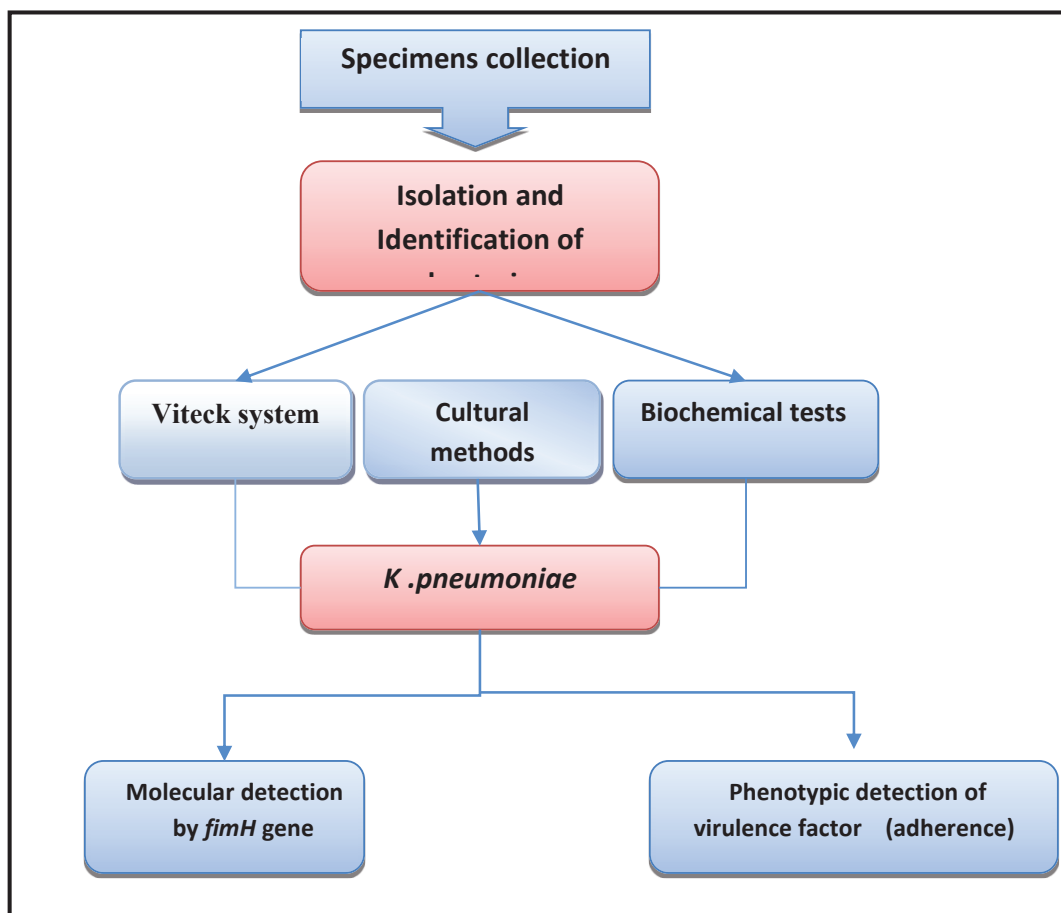 Specimens collection
Isolation and
Identification of
Viteck system
Cultural
methods
Biochemical tests
K .pneumoniae
Molecular detection
by fimH gene
Phenotypic detection of
virulence factor (adherence)